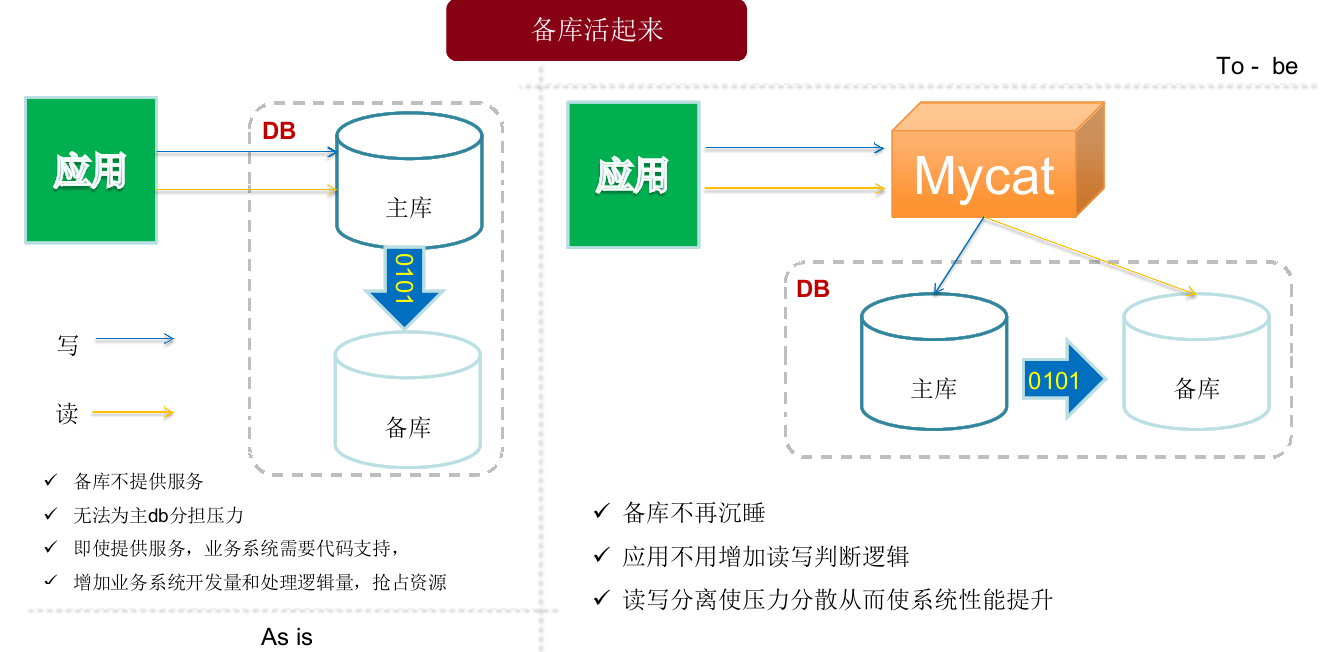 备库活起来
To - be
应用
DB
主库
0101
备库
写
读
备库不提供服务
无法为主db分担压力
即使提供服务，业务系统需要代码支持，
增加业务系统开发量和处理逻辑量，抢占资源
As is
应用
Mycat
DB
主库
0101
备库
备库不再沉睡
应用不用增加读写判断逻辑
读写分离使压力分散从而使系统性能提升